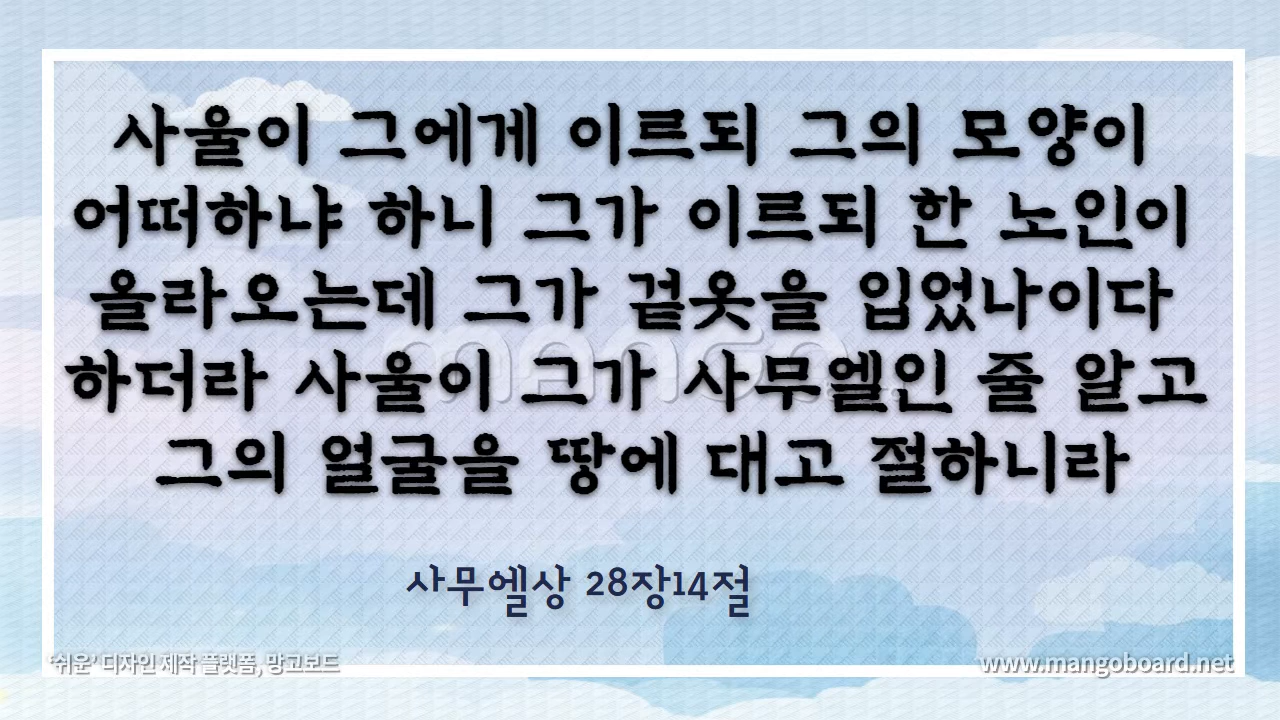 사울이 그에게 이르되 그의 모양이
어떠하냐 하니 그가 이르되 한 노인이
올라오는데 그가 겉옷을 입었나이다
하더라 사울이 그가 사무엘인 줄 알고
그의 얼굴을 땅에 대고 절하니라
사무엘상 28장14절
'쉬운' 디자인 제작 플랫폼, 망고보드
www.mangoboard.net